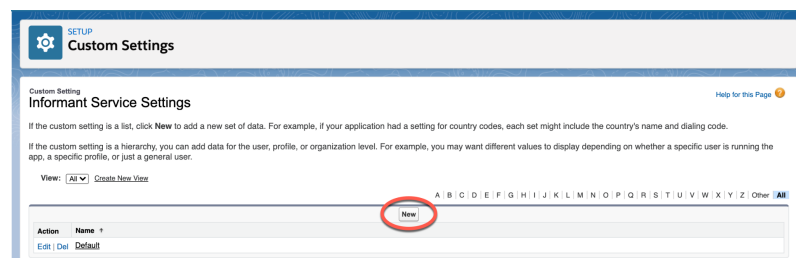 SETUP
Custom Settings
Custom Setting
Informant Service Settings
Help for this Page ?
If the custom setting is a list, click New to add a new set of data. For example, if your application had a setting for country codes, each set might include the country's name and dialing code.
If the custom setting is a hierarchy, you can add data for the user, profile, or organization level. For example, you may want different values to display depending on whether a specific user is running the
app, a specific profile, or just a general user.
View: All Create New View
A | B | C | D | E | F | G | H | I | J | K | L | M | N | O | P | Q | R | S | T | U | V | W | X | Y | Z | Other All
New
Action Name ↑
Edit | Del Default